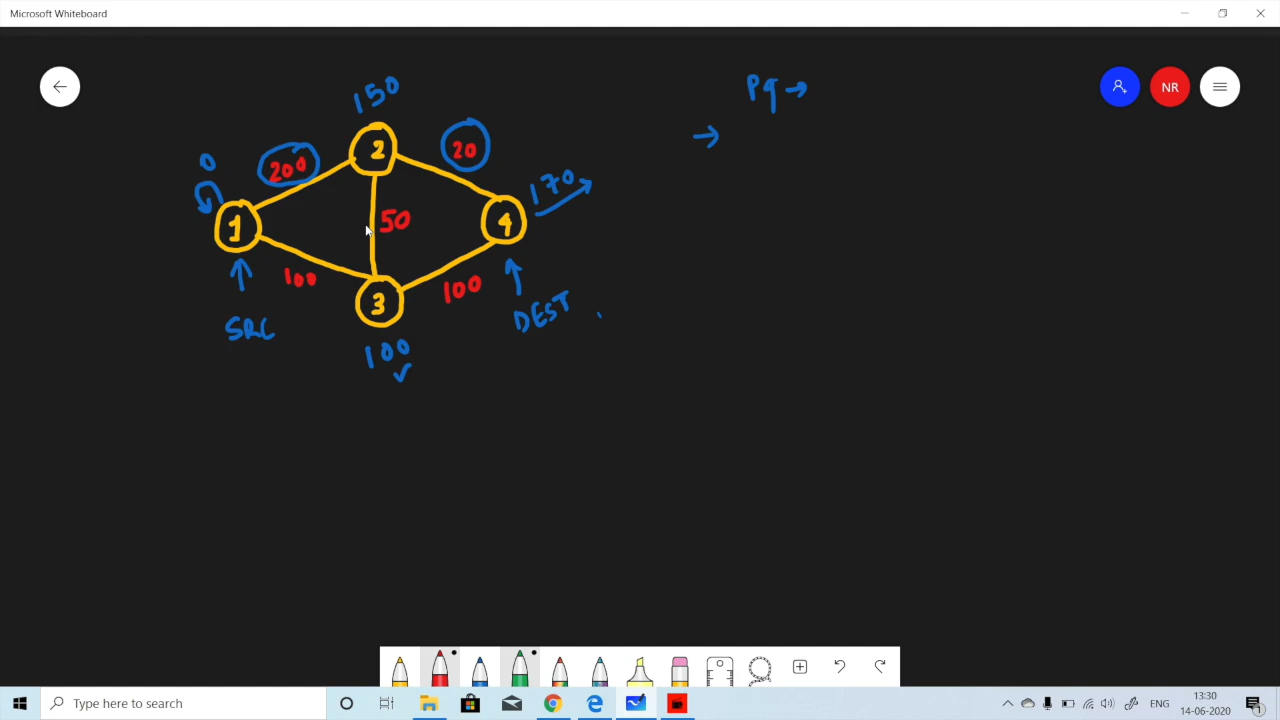 Microsoft Whiteboard
NR
Pq →
→
150
200
2
20
0
1
50
170
4
100
3
100
SRC
100
DEST
Type here to search
ENG
13:30
14-06-2020
1